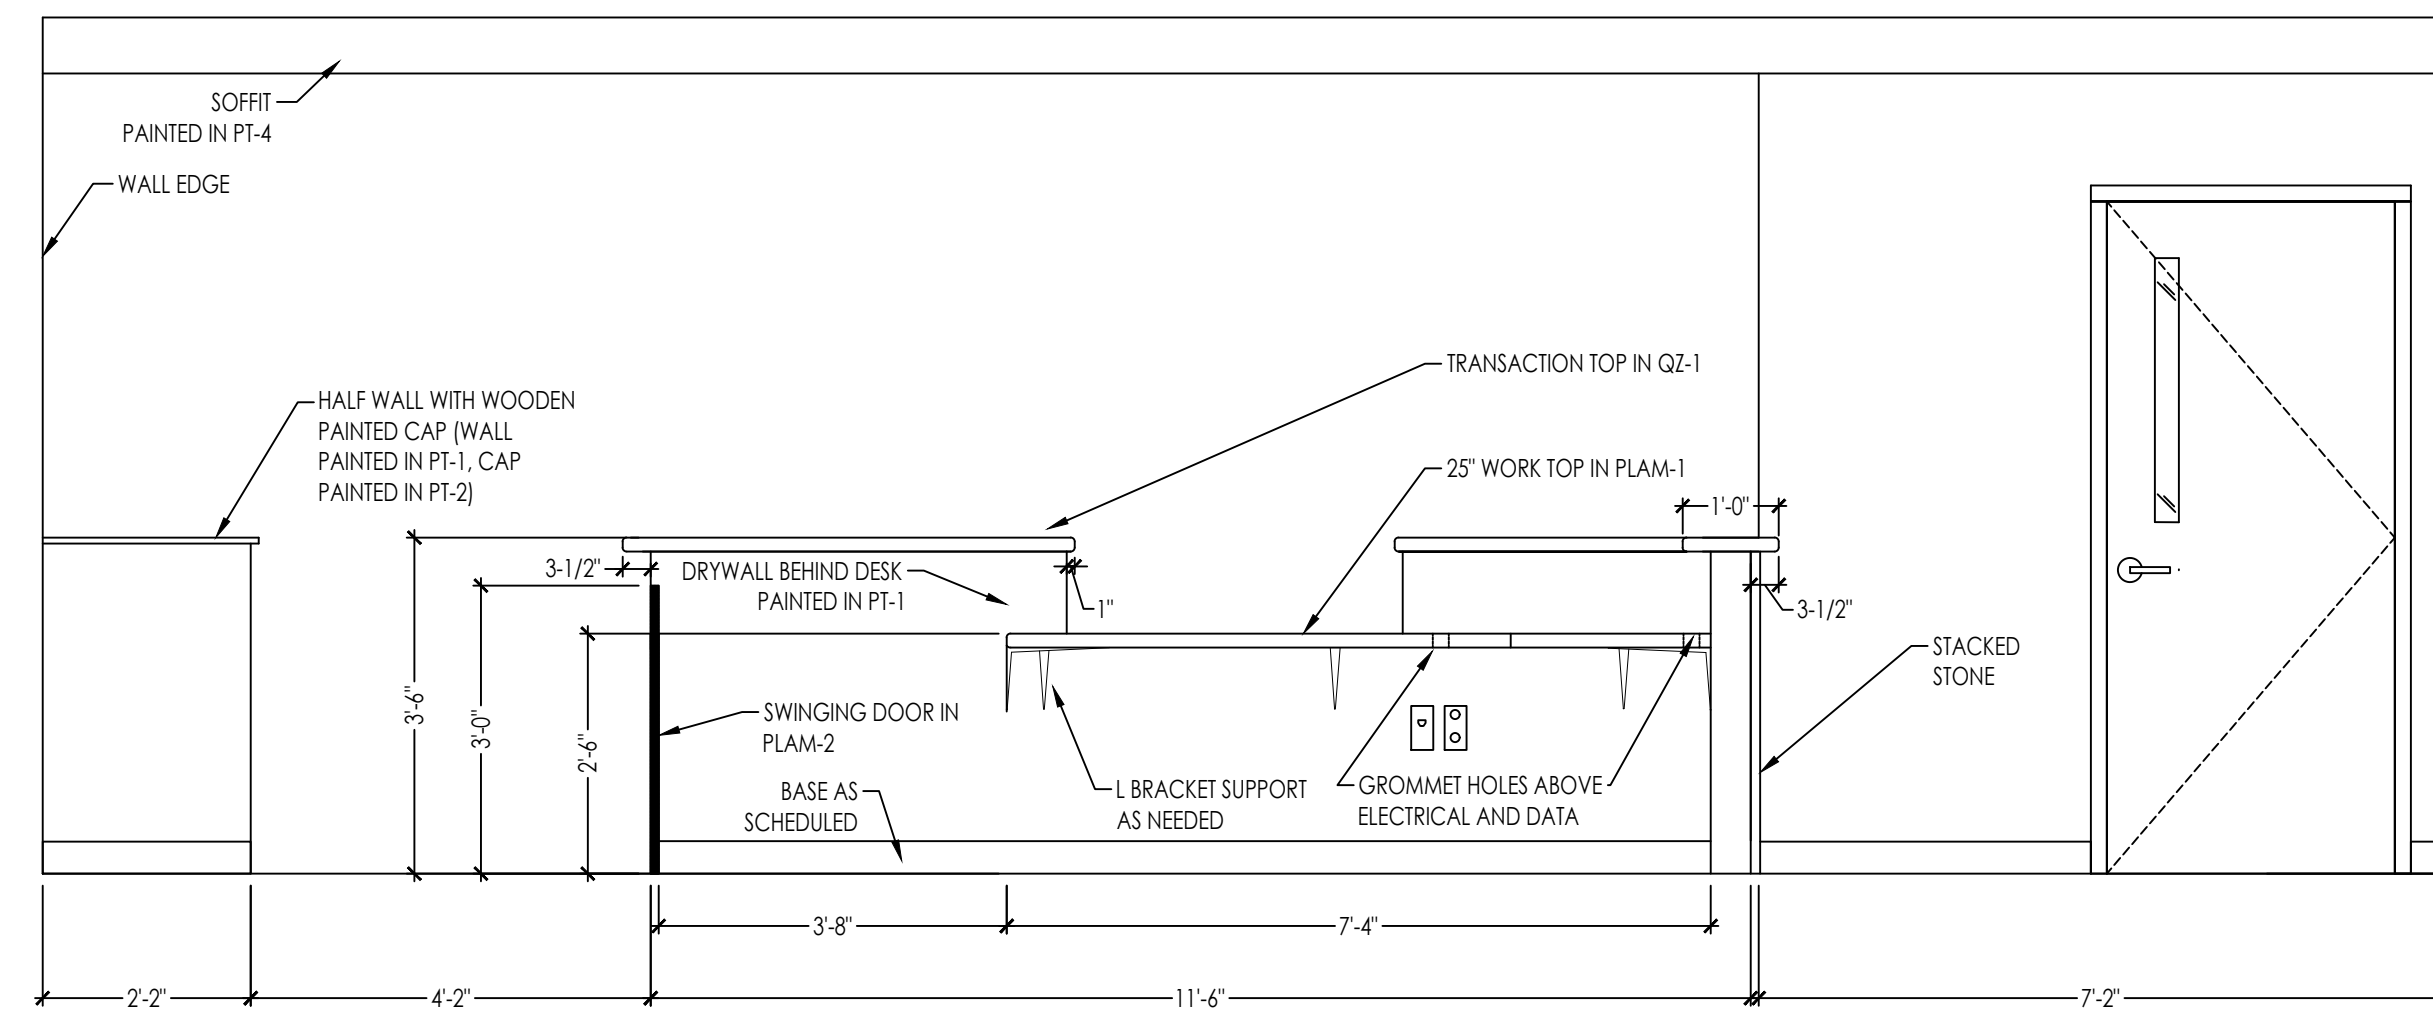 SOFFIT
PAINTED IN PT-4
WALL EDGE
TRANSACTION TOP IN QZ-1
HALF WALL WITH WOODEN
PAINTED CAP (WALL
PAINTED IN PT-1, CAP
PAINTED IN PT-2)
25" WORK TOP IN PLAM-1
1'-0"
3-1/2"
DRYWALL BEHIND DESK
PAINTED IN PT-1
1"
3-1/2"
STACKED
STONE
3'-6"
3'-0"
2'-6"
SWINGING DOOR IN
PLAM-2
BASE AS
SCHEDULED
L BRACKET SUPPORT
AS NEEDED
GROMMET HOLES ABOVE
ELECTRICAL AND DATA
3'-8"
7'-4"
2'-2"
4'-2"
11'-6"
7'-2"